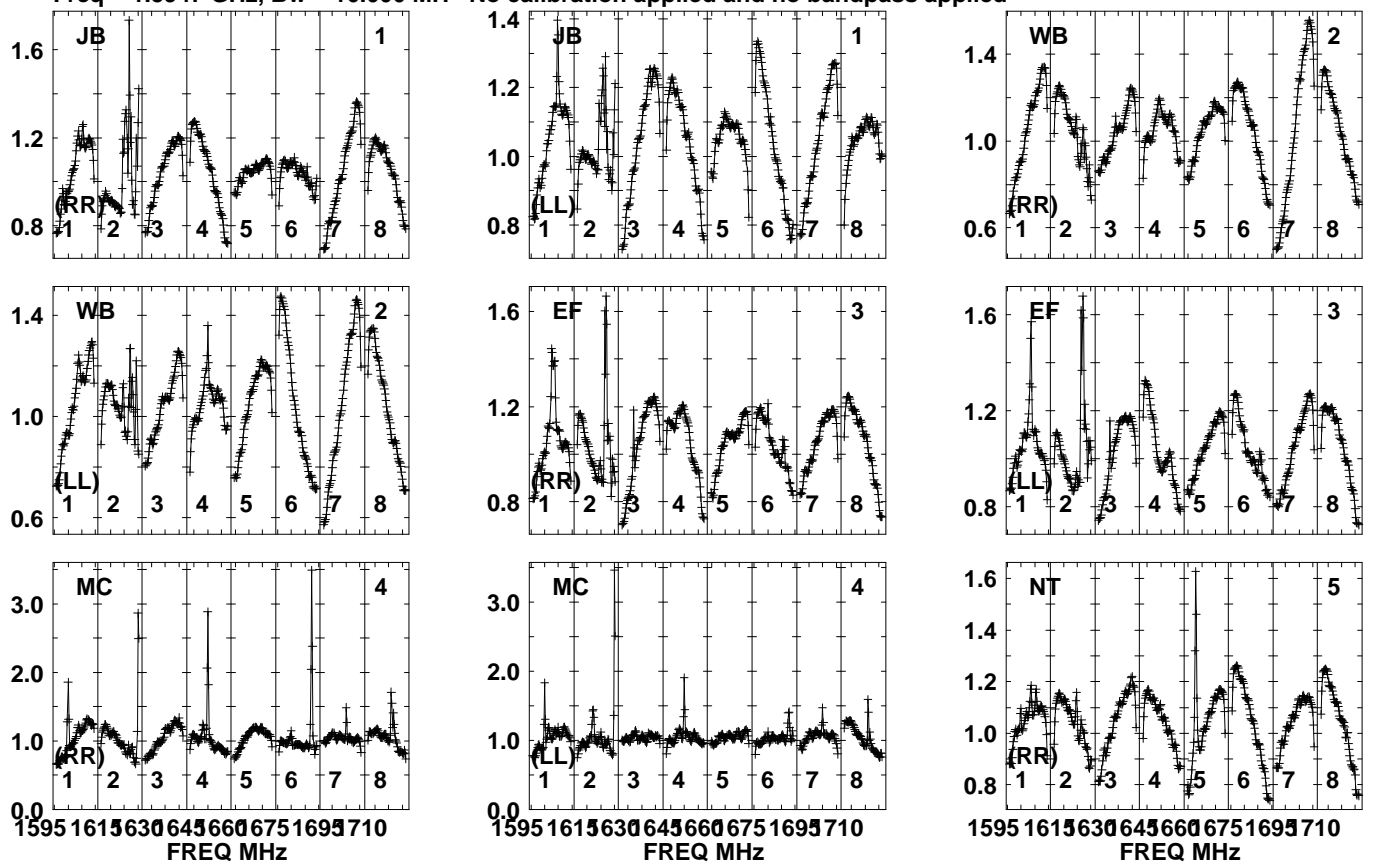 No calibration applied and no bandpass applied
JB 1 JB 1 WB 2
1.6 1.4 1.4
1.2 1.2 1.0
0.8 1.0 0.6
0.8
(RR) (LL) (RR)
1 2 3 4 5 6 7 8 1 2 3 4 5 6 7 8 1 2 3 4 5 6 7 8
WB 2 EF 3 EF 3
1.4 1.6 1.6
1.0 1.2 1.2
0.6 0.8 0.8
(LL) (RR) (LL)
1 2 3 4 5 6 7 8 1 2 3 4 5 6 7 8 1 2 3 4 5 6 7 8
MC 4 MC 4 NT 5
3.0 3.0 1.6
2.0 2.0 1.4
1.0 1.0 1.2
0.0 0.0 1.0
0.8
(RR) (LL) (RR)
1 2 3 4 5 6 7 8 1 2 3 4 5 6 7 8 1 2 3 4 5 6 7 8
1595 1615 1630 1645 1660 1675 1695 1710 1595 1615 1630 1645 1660 1675 1695 1710 1595 1615 1630 1645 1660 1675 1695 1710
FREQ MHz FREQ MHz FREQ MHz